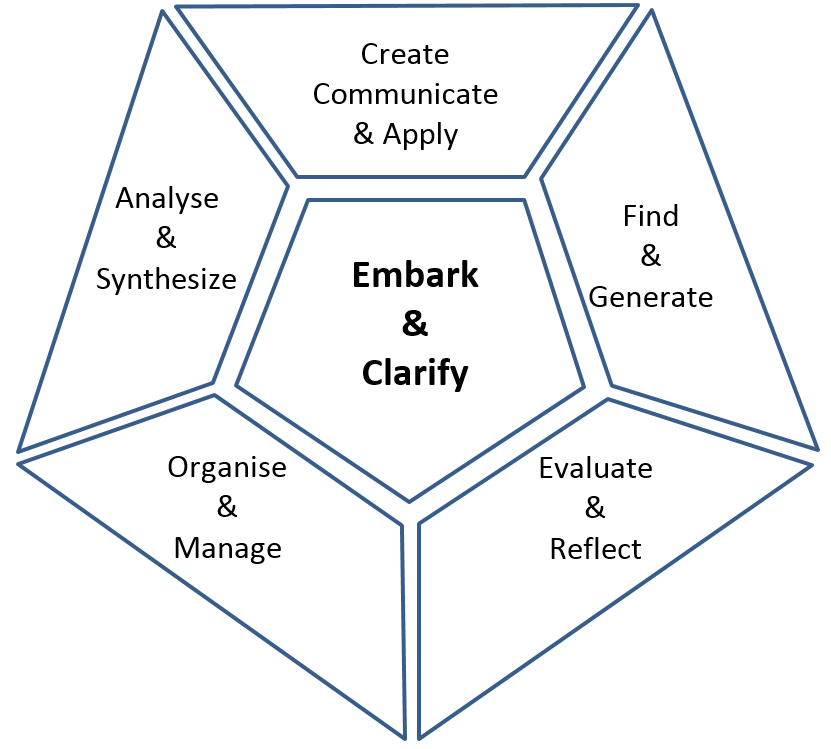 Create
Communicate
& Apply
Find
&
Generate
Evaluate
&
Reflect
Organise
&
Manage
Analyse
&
Synthesize
Embark
&
Clarify